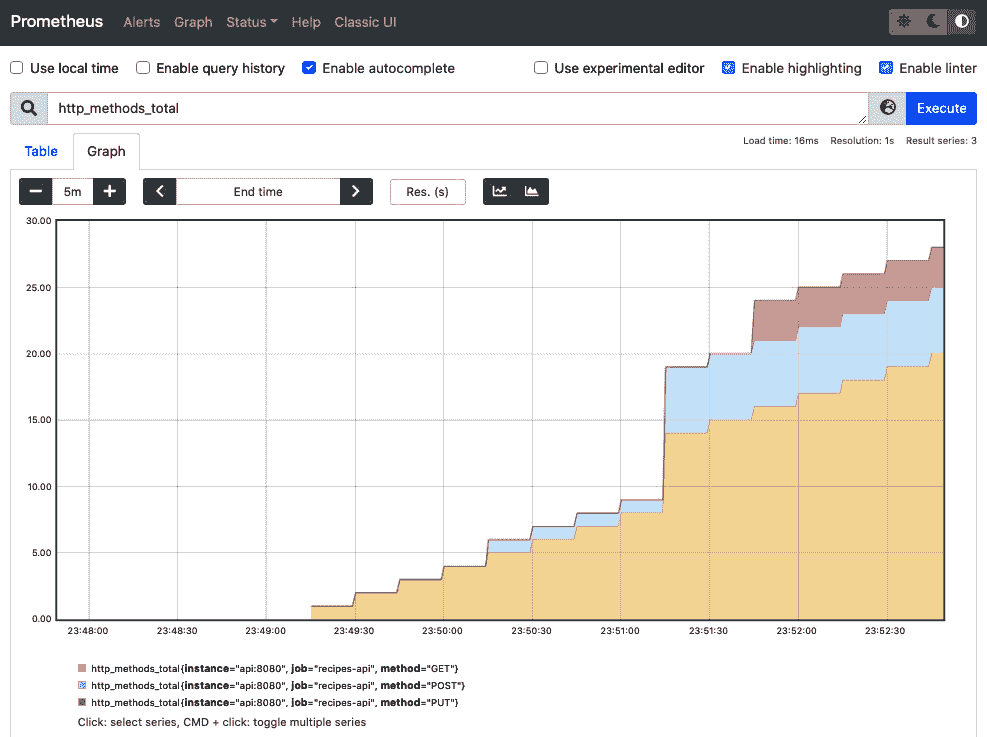 Prometheus Alerts Graph Status Help Classic UI
Use local time Enable query history Enable autocomplete Use experimental editor Enable highlighting Enable linter
http_methods_total Execute
Load time: 16ms Resolution: 1s Result series: 3
Table Graph
5m End time Res. (s)
30.00
25.00
20.00
15.00
10.00
5.00
0.00
23:48:00 23:48:30 23:49:00 23:49:30 23:50:00 23:50:30 23:51:00 23:51:30 23:52:00 23:52:30
http_methods_total{instance="api:8080", job="recipes-api", method="GET"}
http_methods_total{instance="api:8080", job="recipes-api", method="POST"}
http_methods_total{instance="api:8080", job="recipes-api", method="PUT"}
Click: select series, CMD + click: toggle multiple series